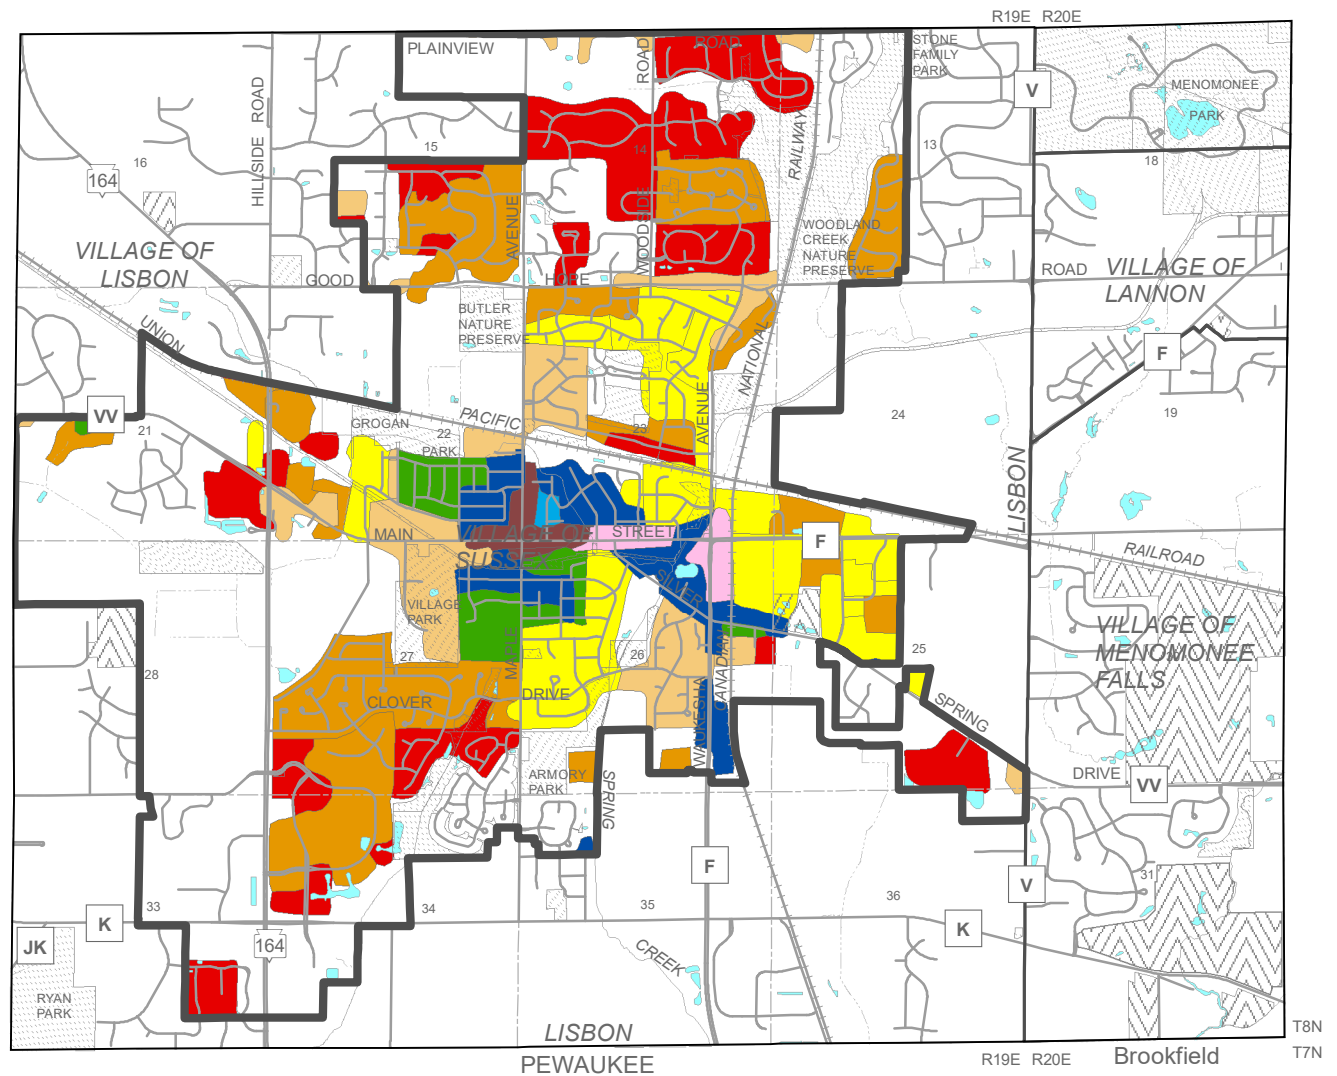 R19E R20E
PLAINVIEW
ROAD
ROAD
STONE
FAMILY
PARK
V
MENOMONEE
PARK
HILLSIDE ROAD
16
15
14
13
18
164
RAILWAY
AVENUE
WOODSIDE
WOODLAND
CREEK
NATURE
PRESERVE
VILLAGE OF
LISBON
GOOD
HOPE
ROAD
VILLAGE OF
LANNON
BUTLER
NATURE
PRESERVE
UNION
NATIONAL
F
VV
21
GROGAN
PARK
22
PACIFIC
23
AVENUE
24
19
LISBON
MAIN
VILLAGE OF
SUSSEX
STREET
F
RAILROAD
SILVER
VILLAGE
PARK
VILLAGE OF
MENOMONEE
FALLS
28
27
MAPLE
26
CANADIAN
25
CLOVER
DRIVE
WAUKESHA
SPRING
ARMORY
PARK
SPRING
DRIVE
VV
F
V
31
33
34
35
36
K
K
JK
164
CREEK
RYAN
PARK
LISBON
PEWAUKEE
R19E R20E
Brookfield
T8N
T7N